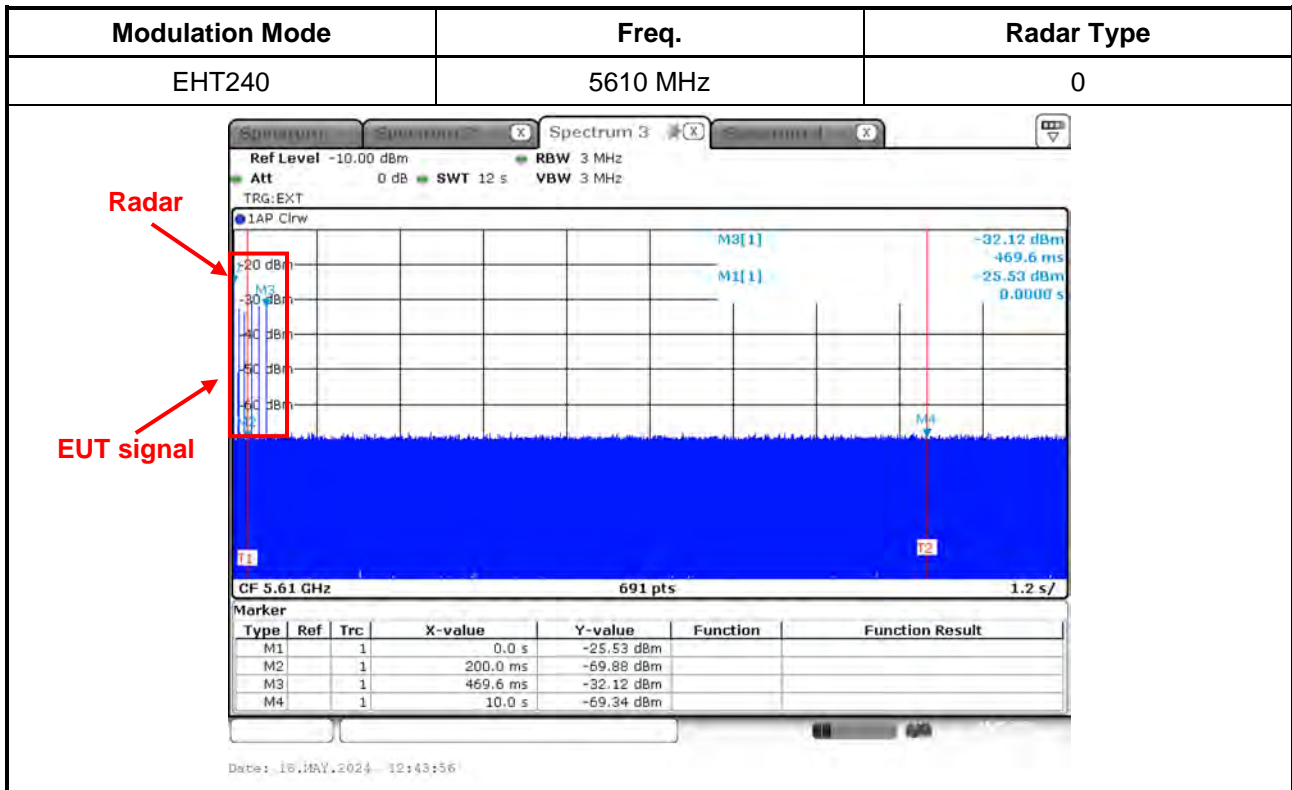 Modulation Mode Freq. Radar Type
EHT240 5610 MHz 0
Spectrum 3
Ref Level -10.00 dBm RBW 3 MHz
Att 0 dB SWT 12 s VBW 3 MHz
TRG:EXT
Radar
1AP Clrw
M3[1] -32.12 dBm
469.6 ms
M1[1] -25.53 dBm
0.0000 s
-20 dBm
M3
-30 dBm
-40 dBm
-50 dBm
-60 dBm
M2
M4
EUT signal
T1
T2
CF 5.61 GHz 691 pts 1.2 s/
Marker
Type Ref Trc X-value Y-value Function Function Result
M1 1 0.0 s -25.53 dBm
M2 1 200.0 ms -69.88 dBm
M3 1 469.6 ms -32.12 dBm
M4 1 10.0 s -69.34 dBm
Date: 16.MAY.2024 12:43:56